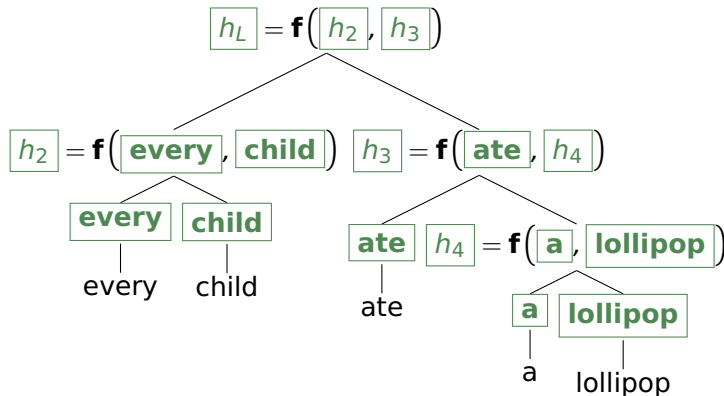 h_L = f(h_2, h_3)
h_2 = f(every, child) h_3 = f(ate, h_4)
every child ate h_4 = f(a, lollipop)
every child ate
a lollipop
a lollipop